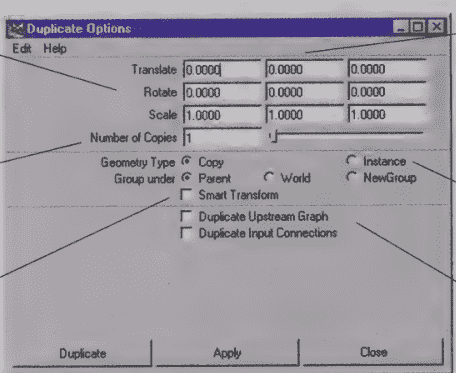 Duplicate Options
Edit Help
Translate 0.0000 0.0000 0.0000
Rotate 0.0000 0.0000 0.0000
Scale 1.0000 1.0000 1.0000
Number of Copies 1
Geometry Type Copy Instance
Group under Parent World NewGroup
Smart Transform
Duplicate Upstream Graph
Duplicate Input Connections
Duplicate Apply Close